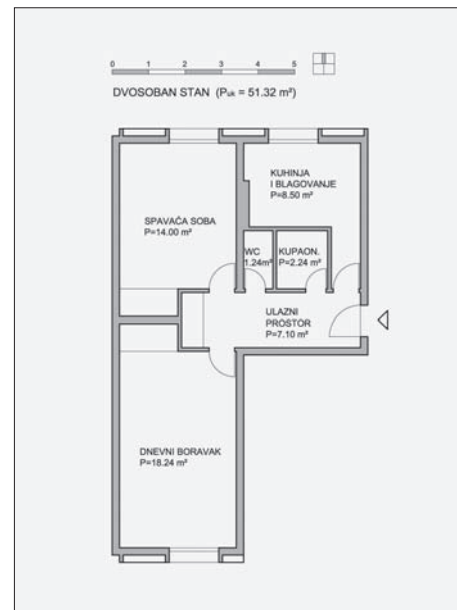 0 1 2 3 4 5
DVOSOBAN STAN (Puk = 51.32 m²)
KUHINJA
I BLAGOVANJE
P=8.50 m²
SPAVAĆA SOBA
P=14.00 m²
WC
1.24m²
KUPAON.
P=2.24 m²
ULAZNI
PROSTOR
P=7.10 m²
DNEVNI BORAVAK
P=18.24 m²